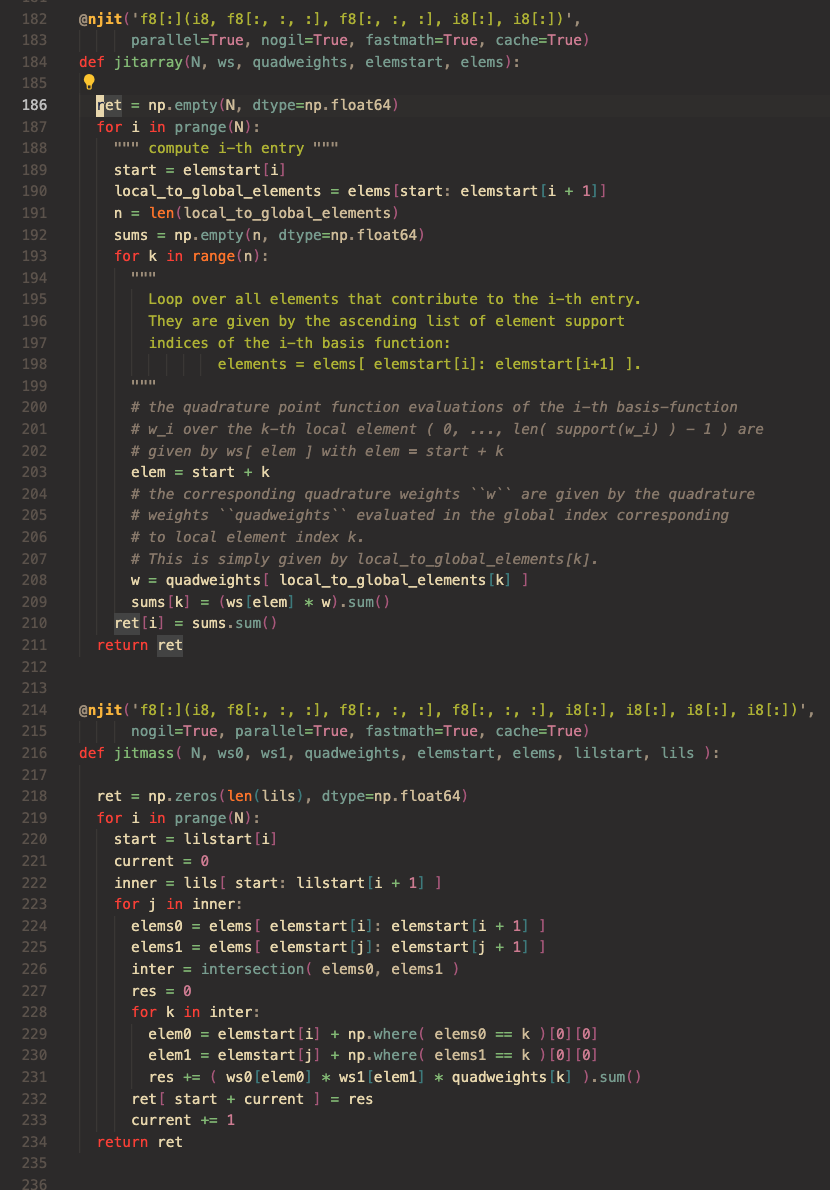 182 @njit('f8[:](i8, f8[:, :, :], f8[:, :, :], i8[:], i8[:])',
183       parallel=True, nogil=True, fastmath=True, cache=True)
184 def jitarray(N, ws, quadweights, elemstart, elems):
185
186   ret = np.empty(N, dtype=np.float64)
187   for i in prange(N):
188     """ compute i-th entry """
189     start = elemstart[i]
190     local_to_global_elements = elems[start: elemstart[i + 1]]
191     n = len(local_to_global_elements)
192     sums = np.empty(n, dtype=np.float64)
193     for k in range(n):
194       """
195         Loop over all elements that contribute to the i-th entry.
196         They are given by the ascending list of element support
197         indices of the i-th basis function:
198                 elements = elems[ elemstart[i]: elemstart[i+1] ].
199       """
200       # the quadrature point function evaluations of the i-th basis-function
201       # w_i over the k-th local element ( 0, ..., len( support(w_i) ) - 1 ) are
202       # given by ws[ elem ] with elem = start + k
203       elem = start + k
204       # the corresponding quadrature weights ``w`` are given by the quadrature
205       # weights ``quadweights`` evaluated in the global index corresponding
206       # to local element index k.
207       # This is simply given by local_to_global_elements[k].
208       w = quadweights[ local_to_global_elements[k] ]
209       sums[k] = (ws[elem] * w).sum()
210     ret[i] = sums.sum()
211   return ret
212
213
214 @njit('f8[:](i8, f8[:, :, :], f8[:, :, :], f8[:, :, :], i8[:], i8[:], i8[:], i8[:])',
215       nogil=True, parallel=True, fastmath=True, cache=True)
216 def jitmass( N, ws0, ws1, quadweights, elemstart, elems, lilstart, lils ):
217
218   ret = np.zeros(len(lils), dtype=np.float64)
219   for i in prange(N):
220     start = lilstart[i]
221     current = 0
222     inner = lils[ start: lilstart[i + 1] ]
223     for j in inner:
224       elems0 = elems[ elemstart[i]: elemstart[i + 1] ]
225       elems1 = elems[ elemstart[j]: elemstart[j + 1] ]
226       inter = intersection( elems0, elems1 )
227       res = 0
228       for k in inter:
229         elem0 = elemstart[i] + np.where( elems0 == k )[0][0]
230         elem1 = elemstart[j] + np.where( elems1 == k )[0][0]
231         res += ( ws0[elem0] * ws1[elem1] * quadweights[k] ).sum()
232       ret[ start + current ] = res
233       current += 1
234   return ret
235
236